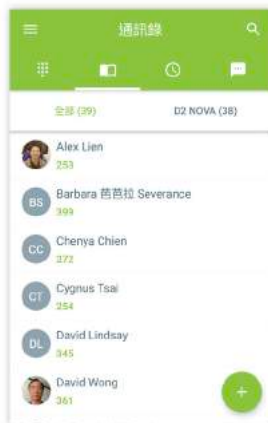 通訊錄
全部 (39)
D2 NOVA (38)
Alex Lien
253
BS
Barbara 芭芭拉 Severance
399
CC
Chenya Chien
272
CT
Cygnus Tsai
254
DL
David Lindsay
345
David Wong
361